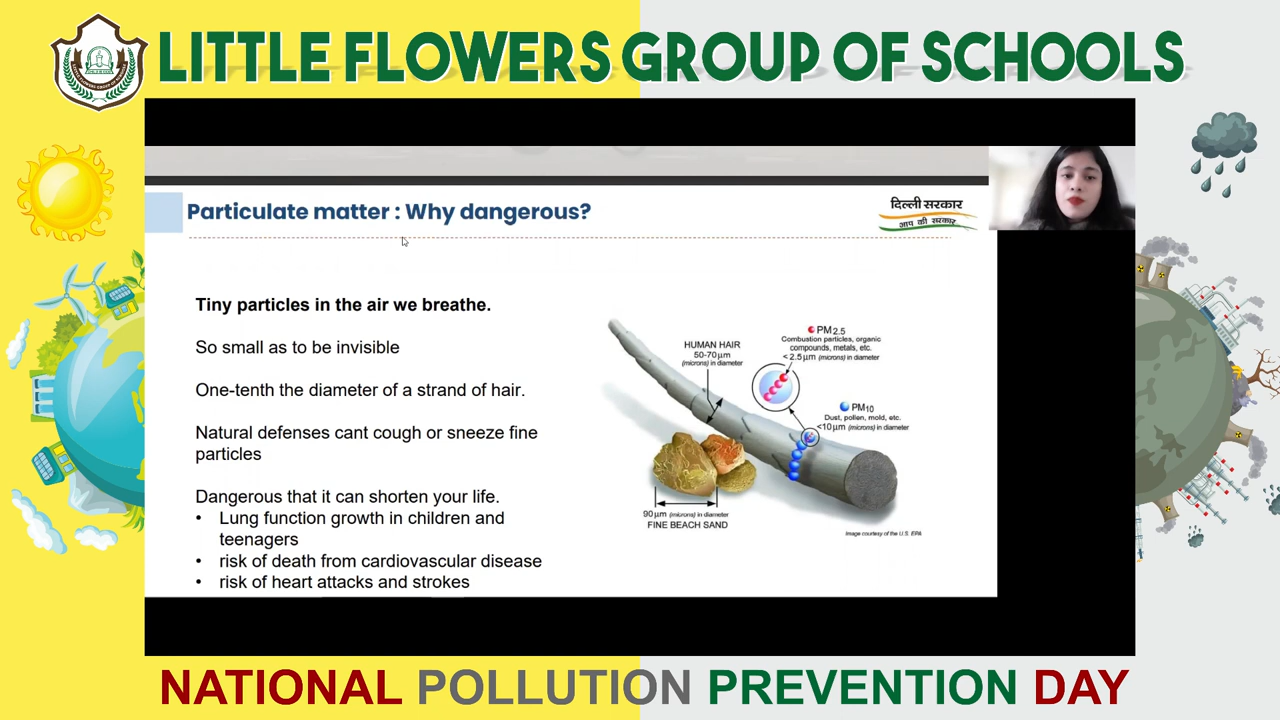 LITTLE FLOWERS GROUP OF SCHOOLS
Particulate matter : Why dangerous?
दिल्ली सरकार
आप की सरकार
Tiny particles in the air we breathe.
So small as to be invisible
One-tenth the diameter of a strand of hair.
Natural defenses cant cough or sneeze fine
particles
Dangerous that it can shorten your life.
• Lung function growth in children and
teenagers
• risk of death from cardiovascular disease
• risk of heart attacks and strokes
HUMAN HAIR
50-70μm
(microns) in diameter
PM2.5
Combustion particles, organic
compounds, metals, etc.
<2.5μm (microns) in diameter
PM10
Dust, pollen, mold, etc.
<10μm (microns) in diameter
90μm (microns) in diameter
FINE BEACH SAND
Image courtesy of the U.S. EPA
NATIONAL POLLUTION PREVENTION DAY